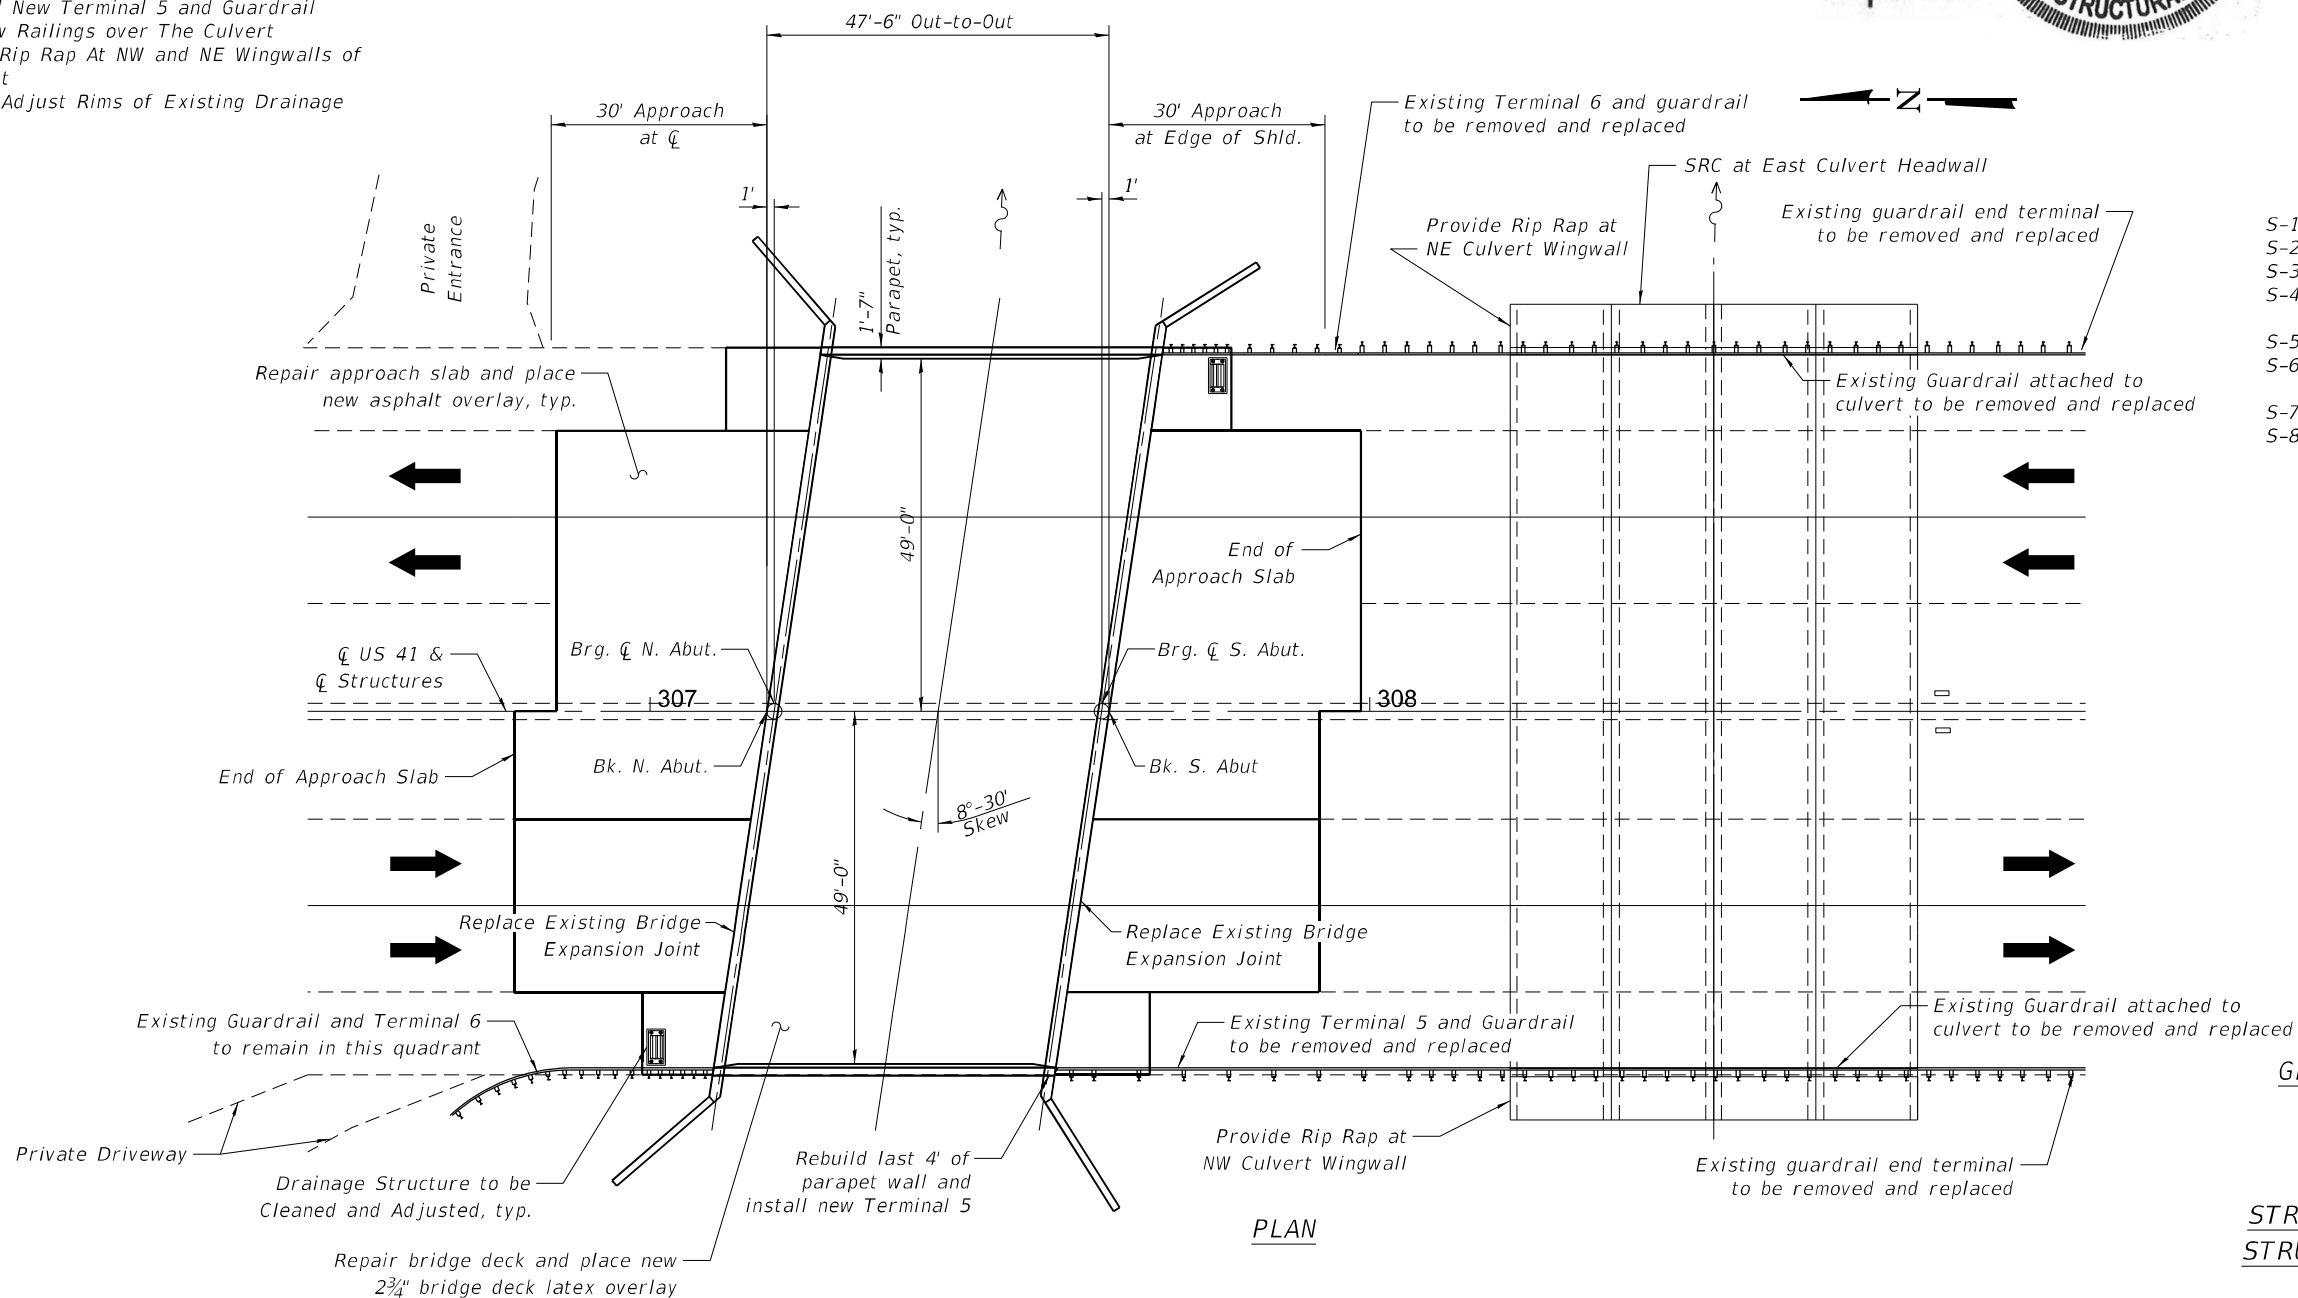 New Terminal 5 and Guardrail
Railings over The Culvert
Rip Rap At NW and NE Wingwalls of
t
Adjust Rims of Existing Drainage
47'-6" Out-to-Out
STRUCTURAL
30' Approach
at ℄
30' Approach
at Edge of Shld.
Existing Terminal 6 and guardrail
to be removed and replaced
N
SRC at East Culvert Headwall
1'
1'
Private
Entrance
1'-7"
Parapet, typ.
Provide Rip Rap at
NE Culvert Wingwall
Existing guardrail end terminal
to be removed and replaced
S-1
S-2
S-3
S-4
S-5
S-6
S-7
S-8
Repair approach slab and place
new asphalt overlay, typ.
Existing Guardrail attached to
culvert to be removed and replaced
49'-0"
End of
Approach Slab
℄ US 41 &
℄ Structures
Brg. ℄ N. Abut.
Brg. ℄ S. Abut.
307
308
End of Approach Slab
Bk. N. Abut.
Bk. S. Abut
8°-30'
Skew
49'-0"
Replace Existing Bridge
Expansion Joint
Replace Existing Bridge
Expansion Joint
Existing Guardrail and Terminal 6
to remain in this quadrant
Existing Terminal 5 and Guardrail
to be removed and replaced
Existing Guardrail attached to
culvert to be removed and replaced
Private Driveway
Drainage Structure to be
Cleaned and Adjusted, typ.
Rebuild last 4' of
parapet wall and
install new Terminal 5
Provide Rip Rap at
NW Culvert Wingwall
Existing guardrail end terminal
to be removed and replaced
Repair bridge deck and place new
2¾" bridge deck latex overlay
PLAN
STR
STRU